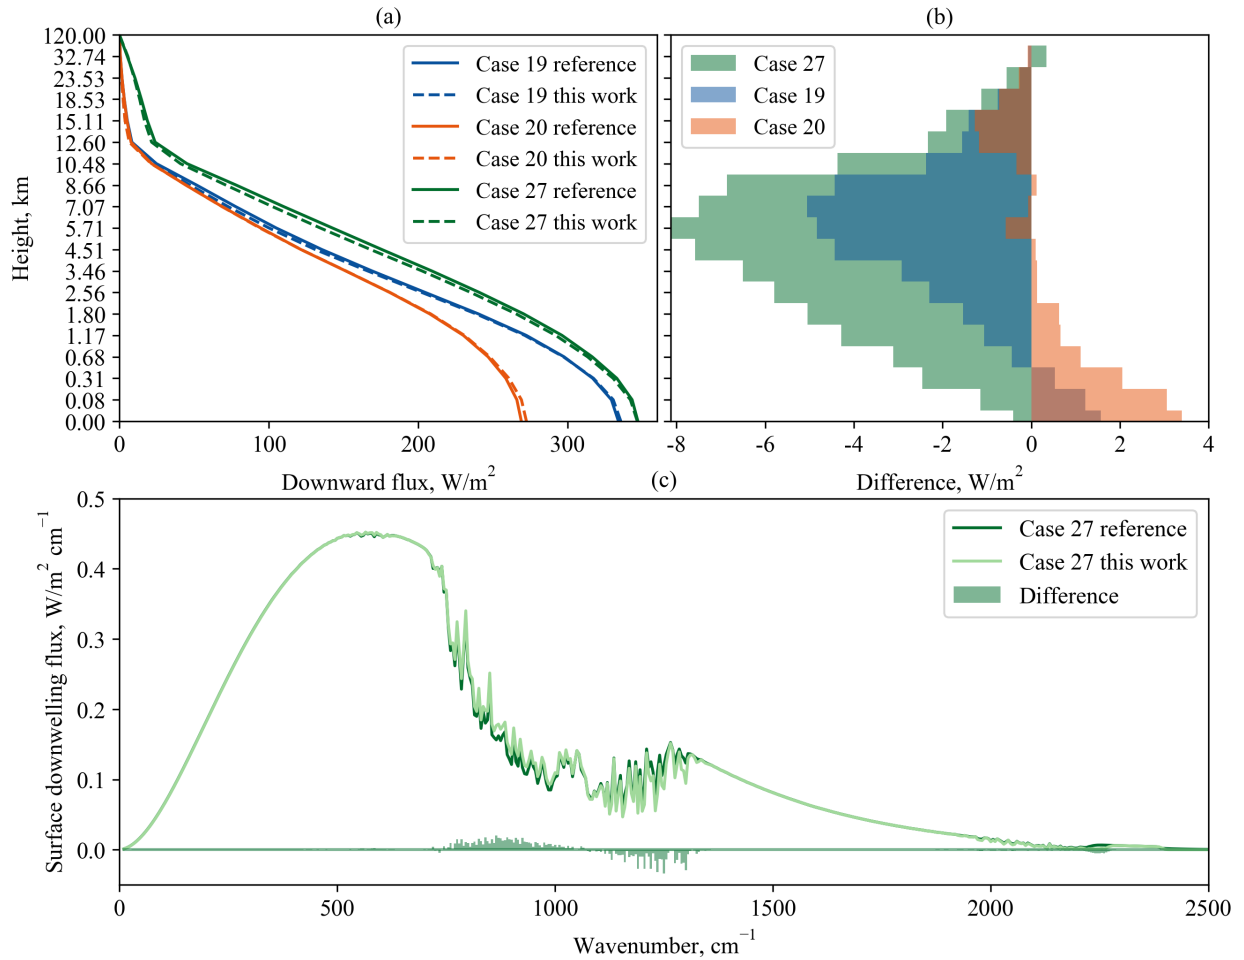 (a)
(b)
120.00
32.74
23.53
18.53
15.11
12.60
10.48
8.66
7.07
5.71
4.51
3.46
2.56
1.80
1.17
0.68
0.31
0.08
0.00
Height, km
Case 19 reference
Case 19 this work
Case 20 reference
Case 20 this work
Case 27 reference
Case 27 this work
0 100 200 300
Downward flux, W/m²
Case 27
Case 19
Case 20
-8 -6 -4 -2 0 2 4
Difference, W/m²
(c)
0.5
0.4
0.3
0.2
0.1
0.0
Surface downwelling flux, W/m² cm⁻¹
Case 27 reference
Case 27 this work
Difference
0 500 1000 1500 2000 2500
Wavenumber, cm⁻¹